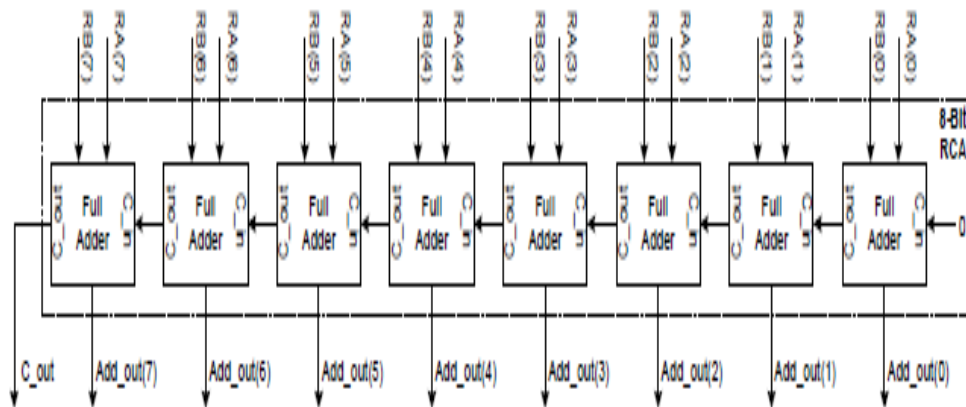 RB(7) RA(7) RB(6) RA(6) RB(5) RA(5) RB(4) RA(4) RB(3) RA(3) RB(2) RA(2) RB(1) RA(1) RB(0) RA(0)
8-Bit
RCA
C_out Full Adder C_in
C_out Full Adder C_in
C_out Full Adder C_in
C_out Full Adder C_in
C_out Full Adder C_in
C_out Full Adder C_in
C_out Full Adder C_in
C_out Full Adder C_in
0
C_out Add_out(7) Add_out(6) Add_out(5) Add_out(4) Add_out(3) Add_out(2) Add_out(1) Add_out(0)